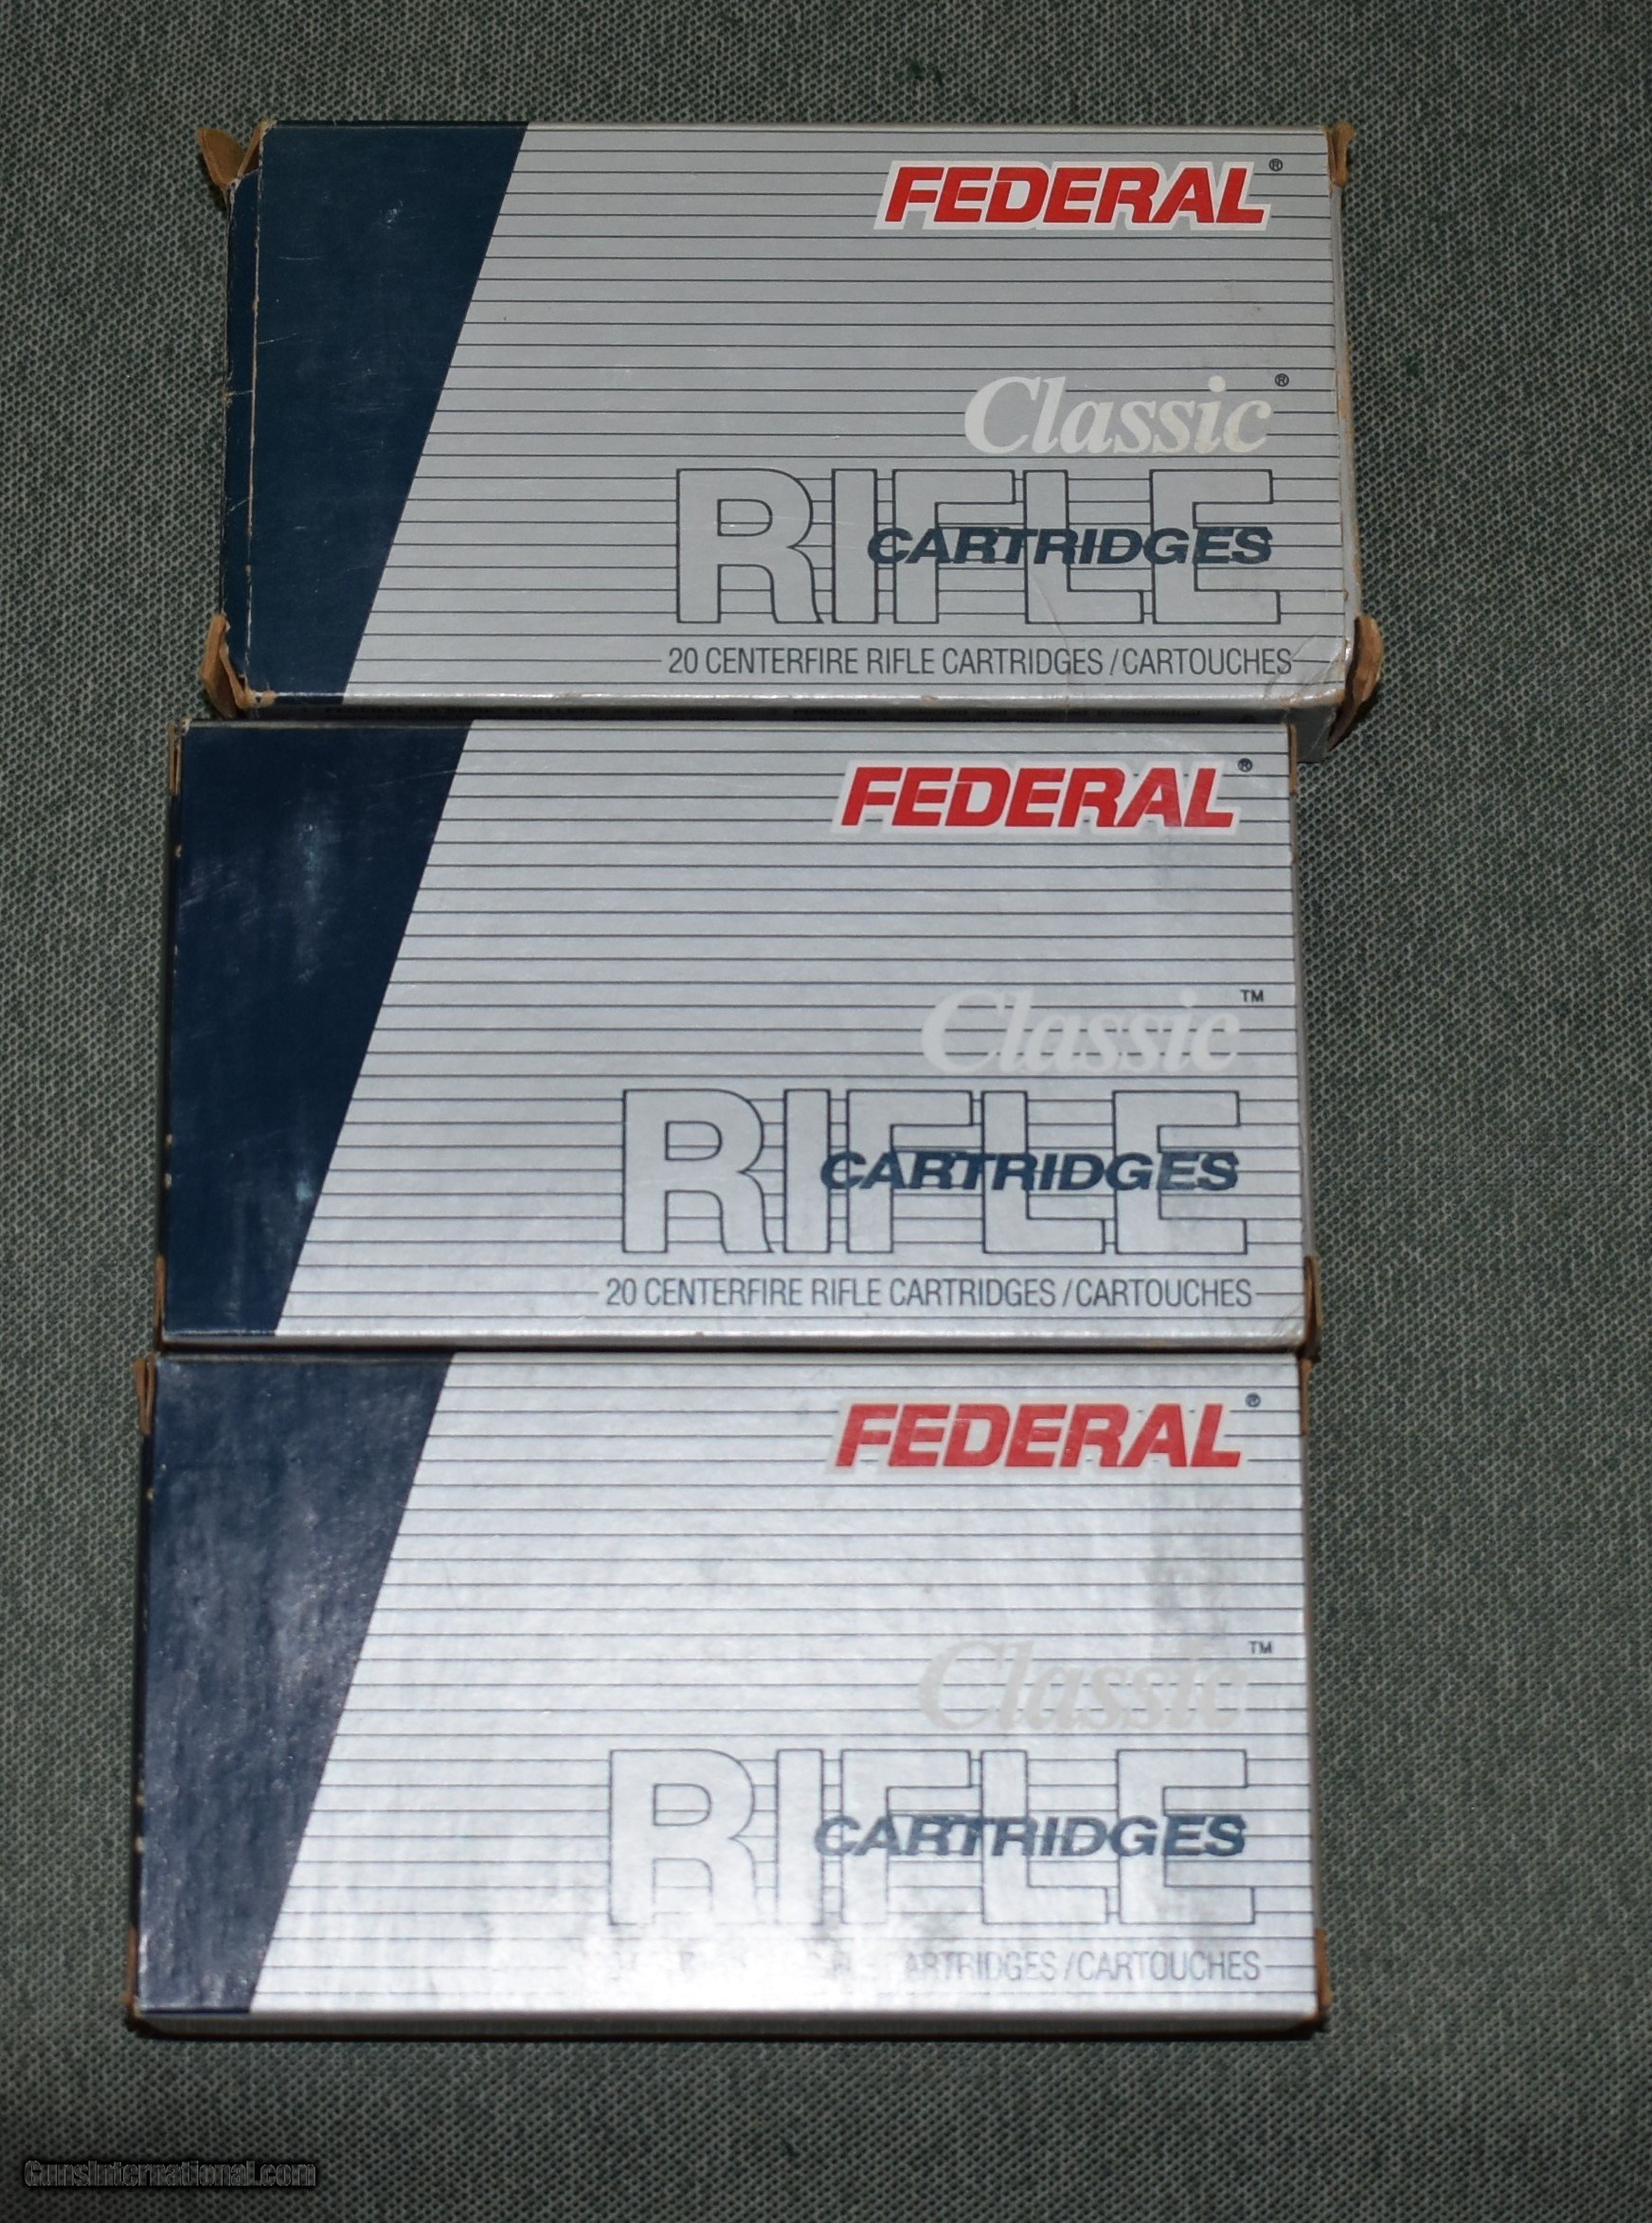 FEDERAL®
Classic®
RIFLE
CARTRIDGES
20 CENTERFIRE RIFLE CARTRIDGES / CARTOUCHES
FEDERAL®
Classic™
RIFLE
CARTRIDGES
20 CENTERFIRE RIFLE CARTRIDGES / CARTOUCHES
FEDERAL®
Classic™
RIFLE
CARTRIDGES
CARTRIDGES / CARTOUCHES
GunsInternational.com